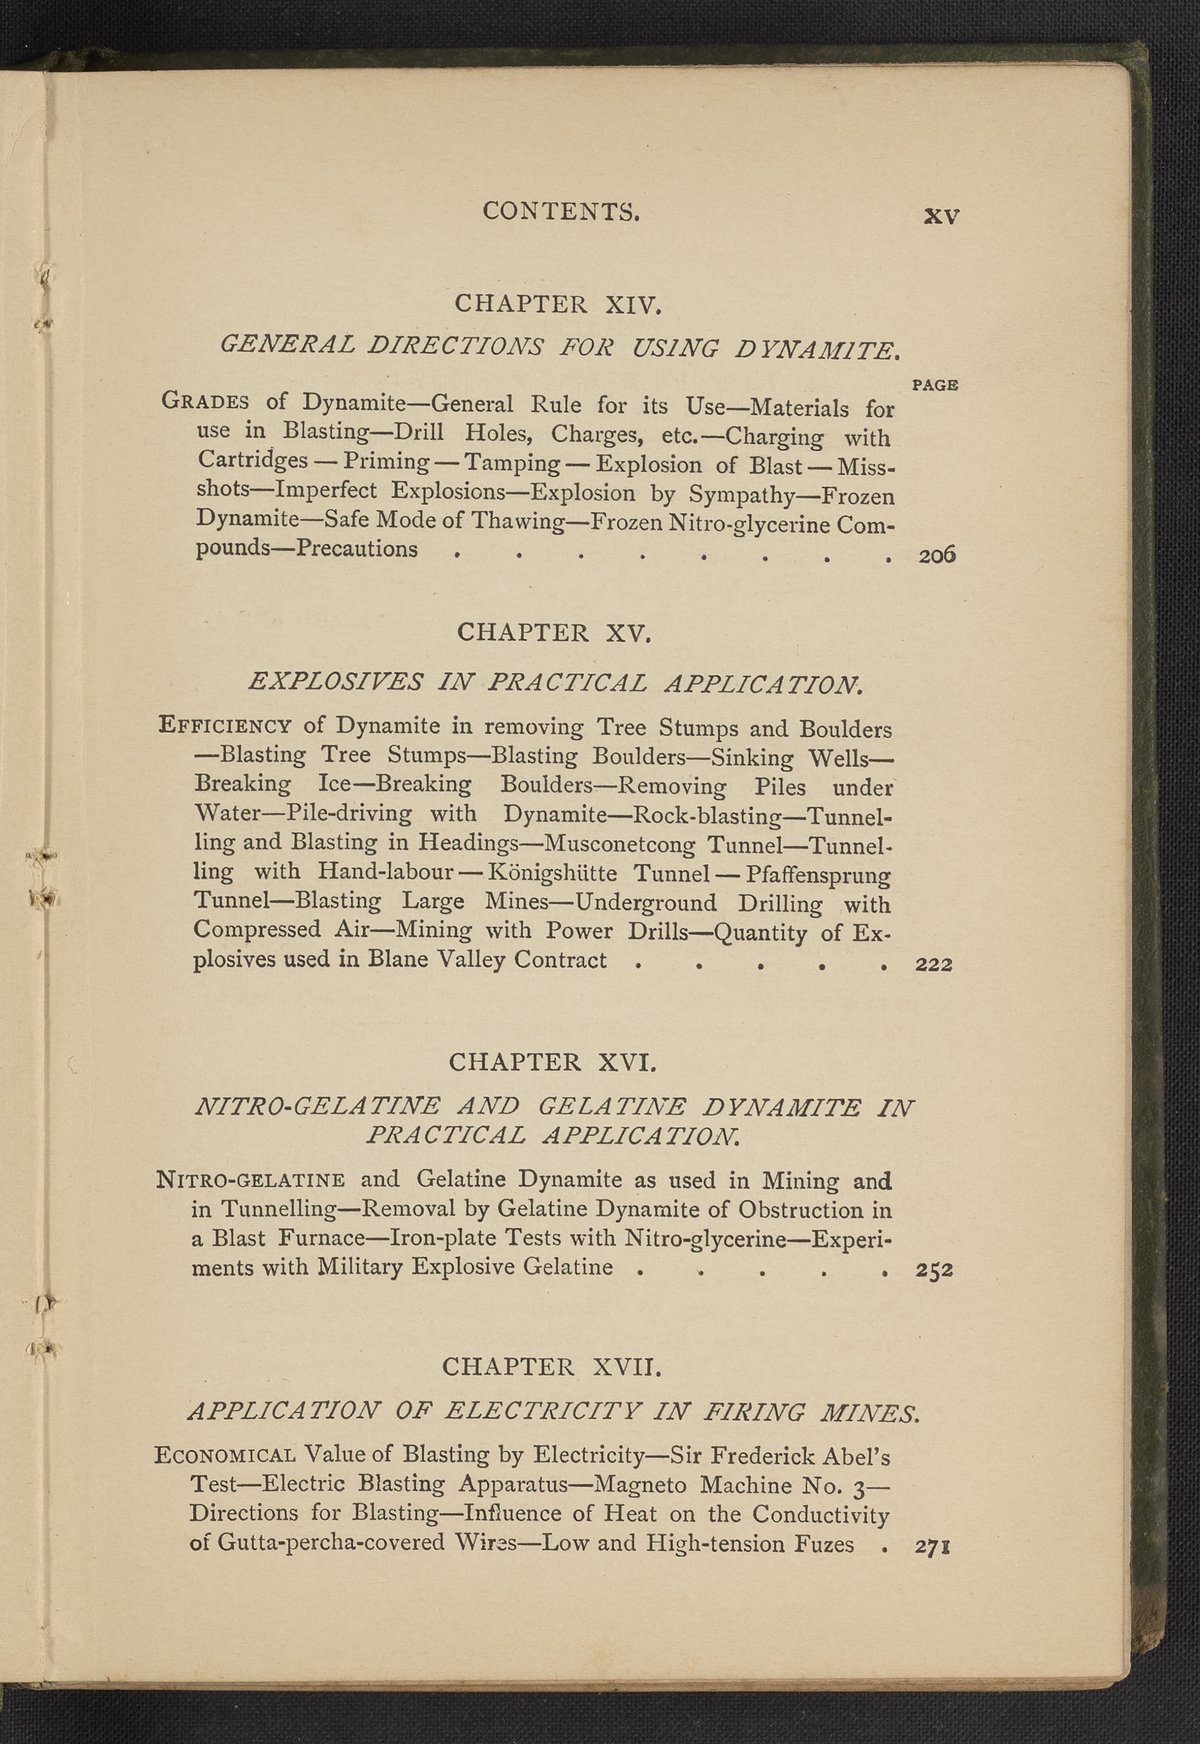 CONTENTS. XV
CHAPTER XIV.
GENERAL DIRECTIONS FOR USING DYNAMITE.
PAGE
GRADES of Dynamite—General Rule for its Use—Materials for
use in Blasting—Drill Holes, Charges, etc.—Charging with
Cartridges — Priming — Tamping — Explosion of Blast — Miss-
shots—Imperfect Explosions—Explosion by Sympathy—Frozen
Dynamite—Safe Mode of Thawing—Frozen Nitro-glycerine Com-
pounds—Precautions . . . . . . . . 206
CHAPTER XV.
EXPLOSIVES IN PRACTICAL APPLICATION.
EFFICIENCY of Dynamite in removing Tree Stumps and Boulders
—Blasting Tree Stumps—Blasting Boulders—Sinking Wells—
Breaking Ice—Breaking Boulders—Removing Piles under
Water—Pile-driving with Dynamite—Rock-blasting—Tunnel-
ling and Blasting in Headings—Musconetcong Tunnel—Tunnel-
ling with Hand-labour — Königshütte Tunnel — Pfaffensprung
Tunnel—Blasting Large Mines—Underground Drilling with
Compressed Air—Mining with Power Drills—Quantity of Ex-
plosives used in Blane Valley Contract . . . . . 222
CHAPTER XVI.
NITRO-GELATINE AND GELATINE DYNAMITE IN
PRACTICAL APPLICATION.
NITRO-GELATINE and Gelatine Dynamite as used in Mining and
in Tunnelling—Removal by Gelatine Dynamite of Obstruction in
a Blast Furnace—Iron-plate Tests with Nitro-glycerine—Experi-
ments with Military Explosive Gelatine . . . . . 252
CHAPTER XVII.
APPLICATION OF ELECTRICITY IN FIRING MINES.
ECONOMICAL Value of Blasting by Electricity—Sir Frederick Abel's
Test—Electric Blasting Apparatus—Magneto Machine No. 3—
Directions for Blasting—Influence of Heat on the Conductivity
of Gutta-percha-covered Wires—Low and High-tension Fuzes . 271